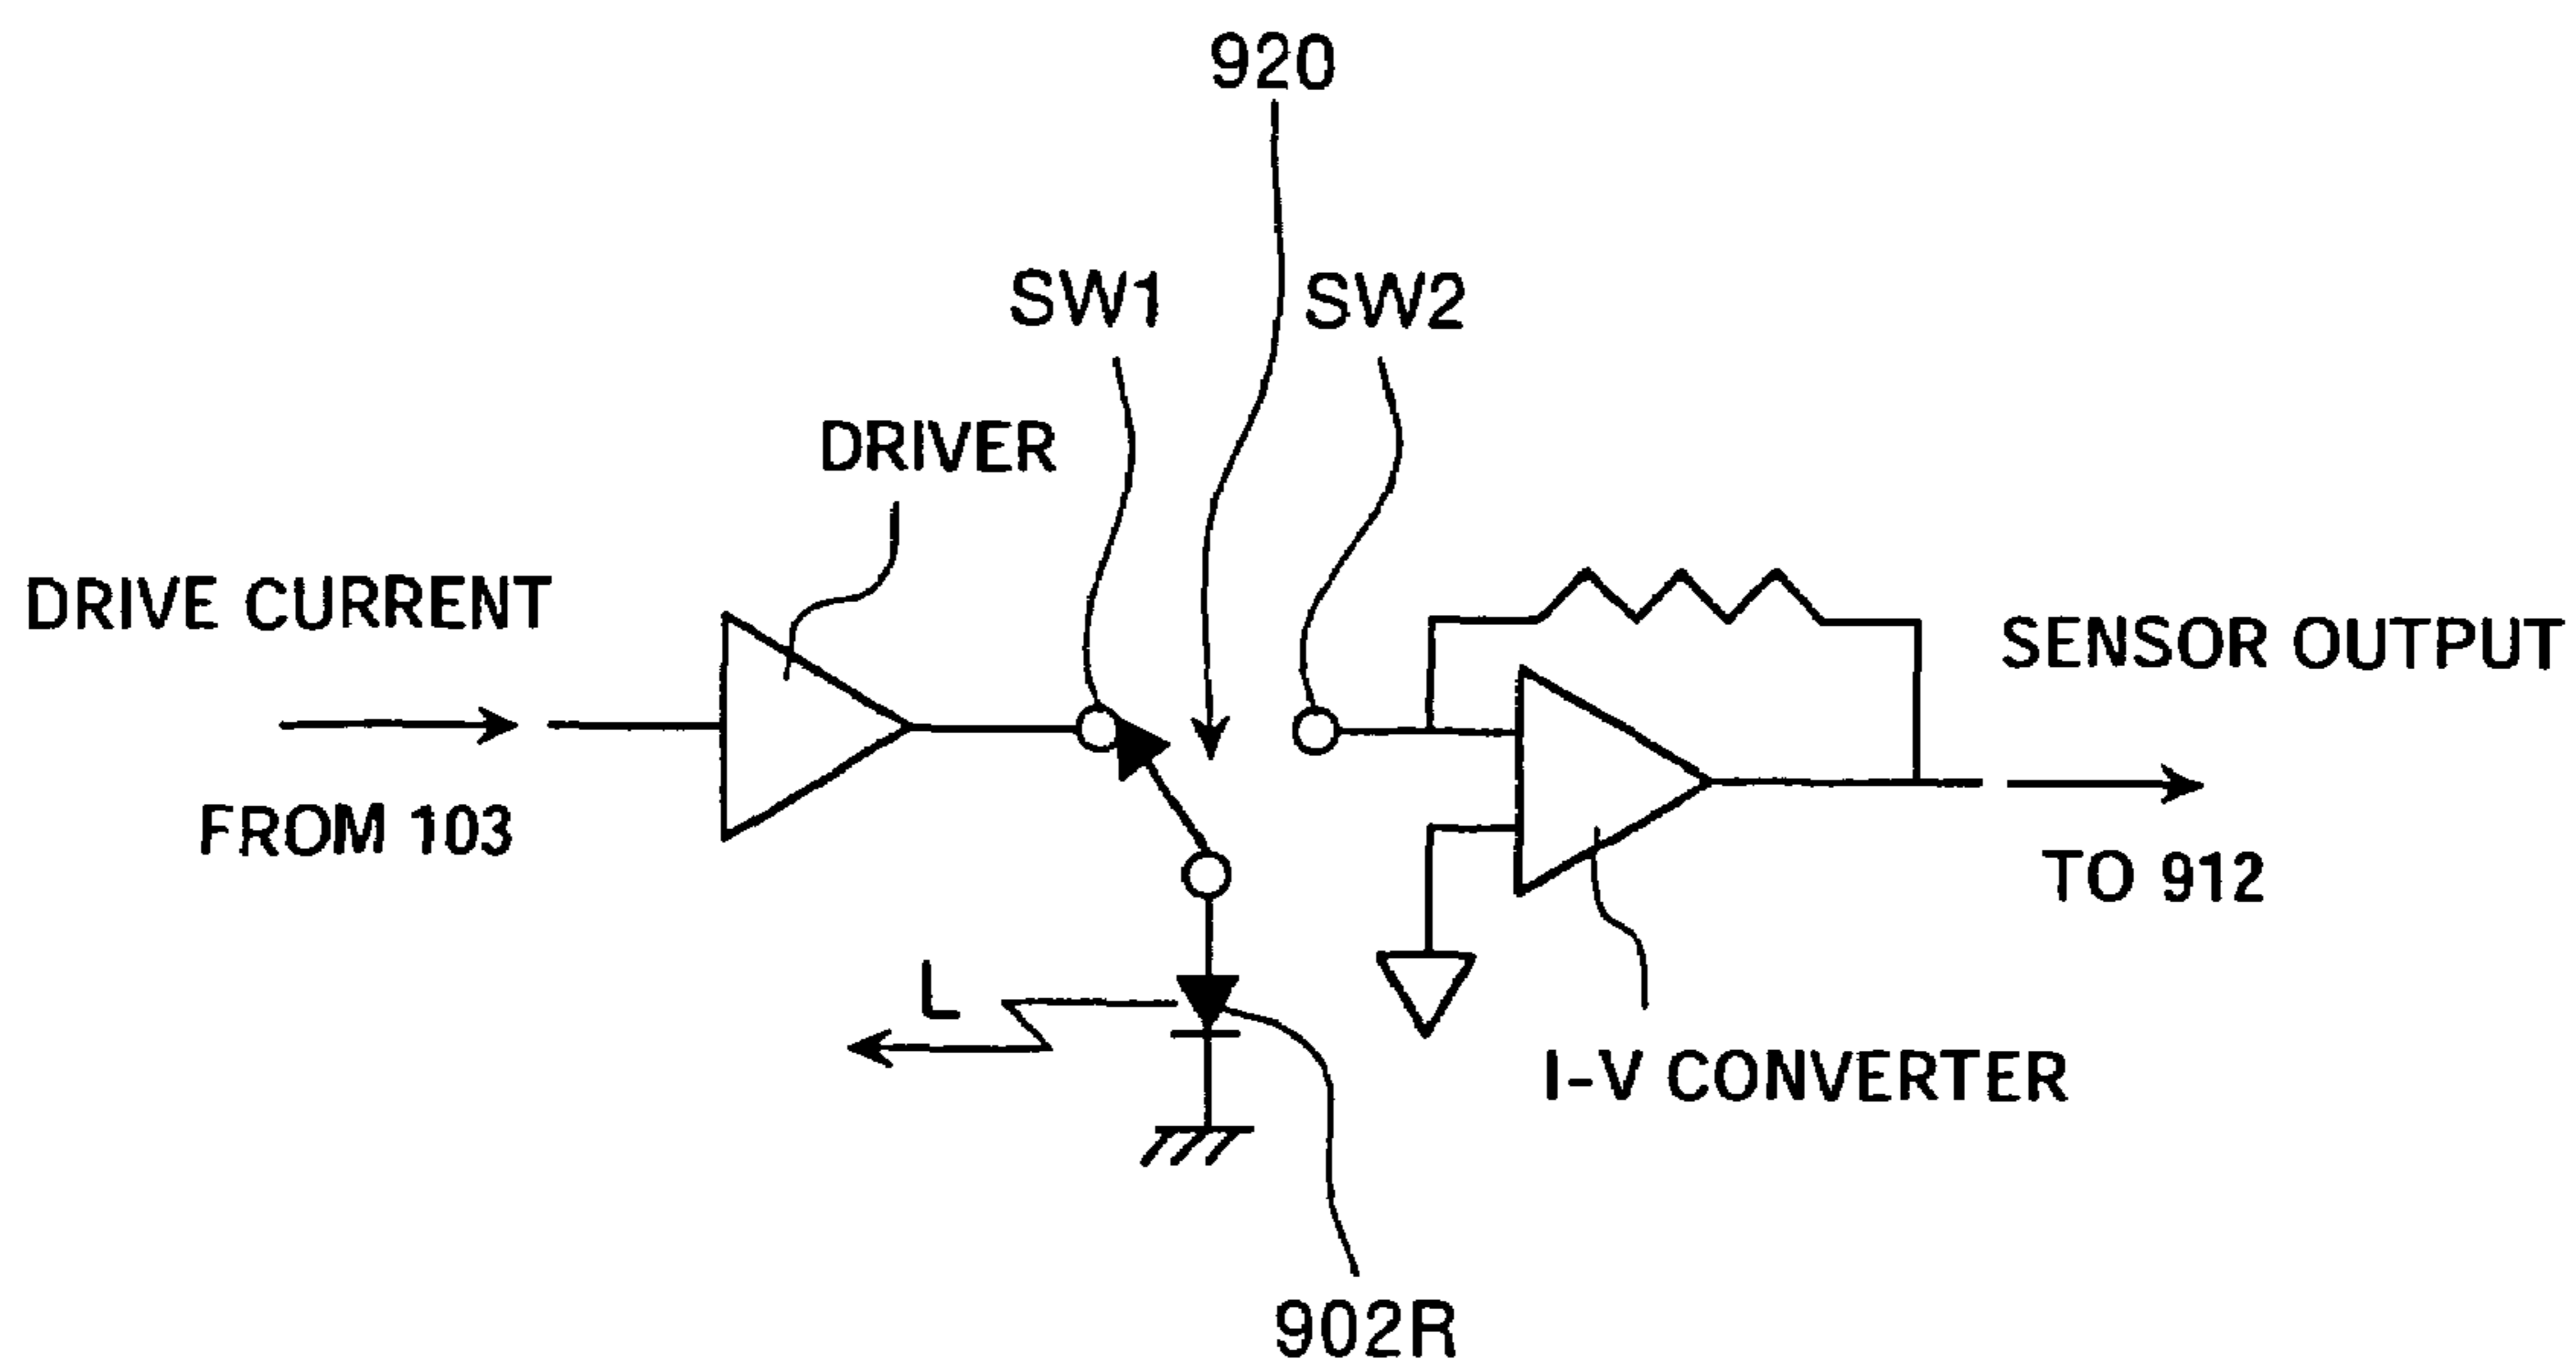 920
SW1
SW2
DRIVER
DRIVE CURRENT
SENSOR OUTPUT
FROM 103
TO 912
L
I-V CONVERTER
902R